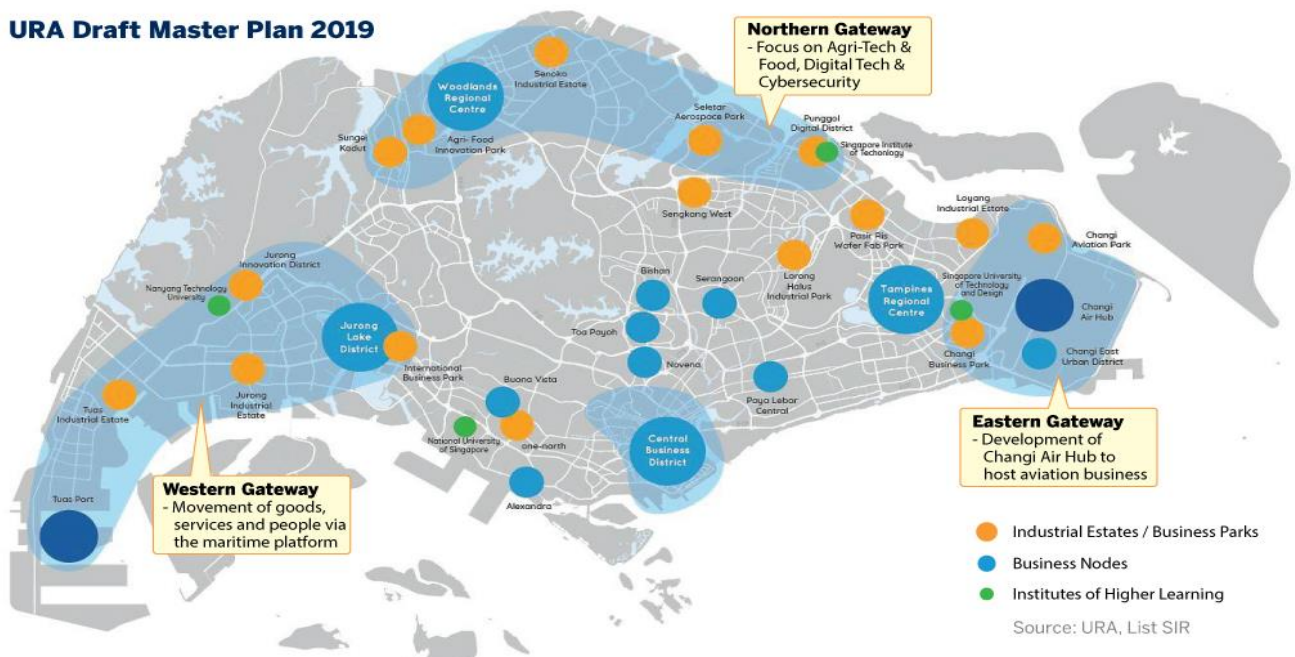 URA Draft Master Plan 2019
Northern Gateway
- Focus on Agri-Tech &
Food, Digital Tech &
Cybersecurity
Senoko
Industrial Estate
Woodlands
Regional
Centre
Sungei
Kadut
Agri- Food
Innovation Park
Seletar
Aerospace Park
Punggol
Digital District
Singapore Institute
of Techonlogy
Sengkang West
Pasir Ris
Wafer Fab Park
Loyang
Industrial Estate
Changi
Aviation Park
Lorong
Halus
Industrial Park
Jurong
Innovation District
Nanyang Technology
University
Bishan
Serangoon
Toa Payoh
Novena
Tampines
Regional
Centre
Singapore University
of Technology
and Design
Changi
Air Hub
Changi
Business Park
Changi East
Urban District
Jurong
Lake
District
International
Business Park
Jurong
Industrial
Estate
Tuas
Industrial Estate
Buona Vista
Paya Lebar
Central
National University
of Singapore
one-north
Central
Business
District
Alexandra
Eastern Gateway
- Development of
Changi Air Hub to
host aviation business
Western Gateway
- Movement of goods,
services and people via
the maritime platform
Tuas Port
Industrial Estates / Business Parks
Business Nodes
Institutes of Higher Learning
Source: URA, List SIR